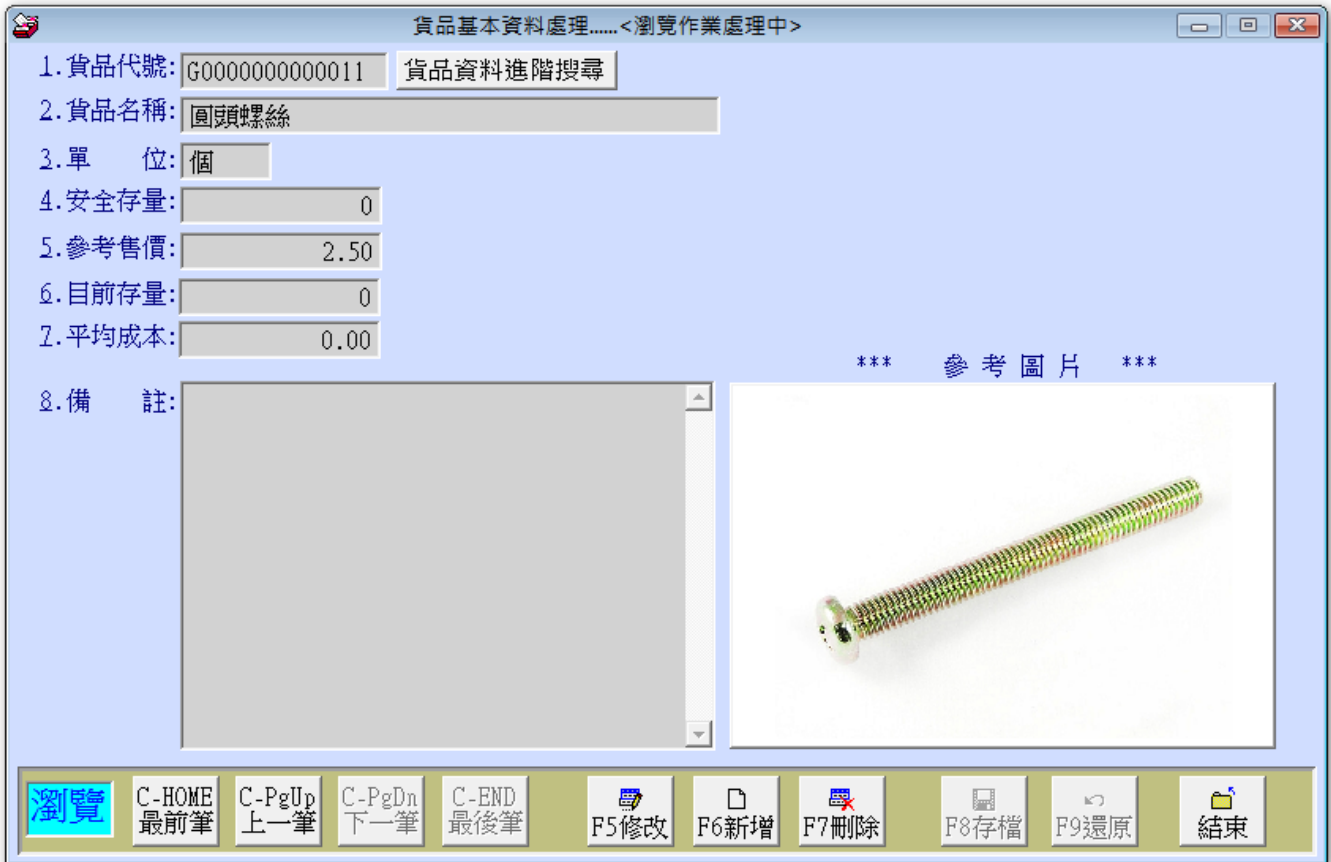 貨品基本資料處理......<瀏覽作業處理中>
1.貨品代號: G0000000000011 貨品資料進階搜尋
2.貨品名稱: 圓頭螺絲
3.單 位: 個
4.安全存量: 0
5.參考售價: 2.50
6.目前存量: 0
7.平均成本: 0.00
*** 參考圖片 ***
8.備 註:
瀏覽
C-HOME
最前筆
C-PgUp
上一筆
C-PgDn
下一筆
C-END
最後筆
F5修改
F6新增
F7刪除
F8存檔
F9還原
結束